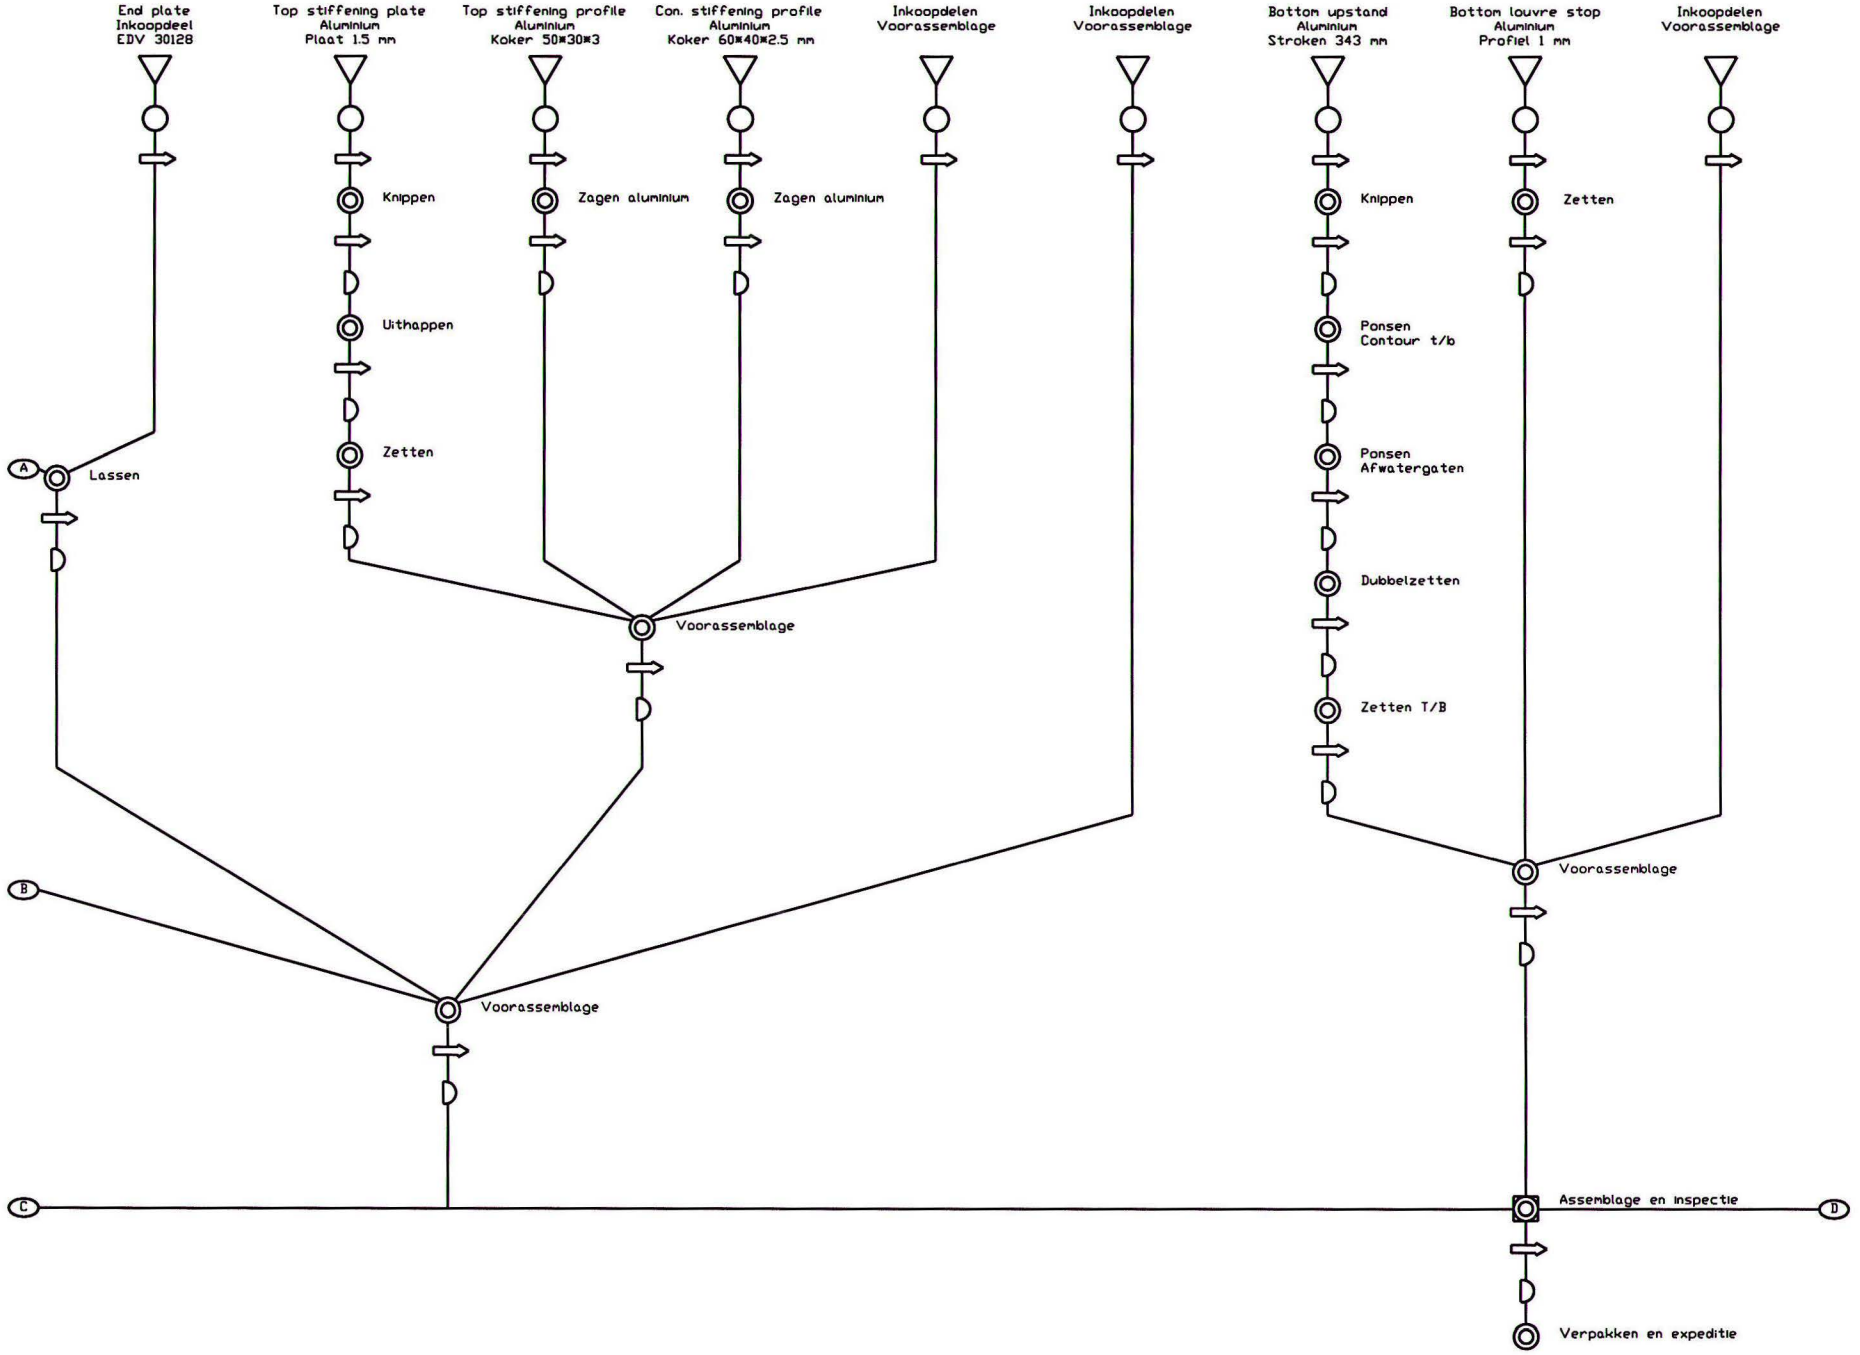 End plate
Inkoopdeel
EDV 30128
Top stiffening plate
Aluminium
Plaat 1.5 mm
Top stiffening profile
Aluminium
Koker 50*30*3
Con. stiffening profile
Aluminium
Koker 60*40*2.5 mm
Inkoopdelen
Voorassemblage
Inkoopdelen
Voorassemblage
Bottom upstand
Aluminium
Stroken 343 mm
Bottom louvre stop
Aluminium
Profiel 1 mm
Inkoopdelen
Voorassemblage
Knippen
Zagen aluminium
Zagen aluminium
Knippen
Zetten
Uithappen
Ponsen
Contour t/b
Zetten
Ponsen
Afwatergaten
A
Lassen
Dubbelzetten
Voorassemblage
Zetten T/B
Voorassemblage
B
Voorassemblage
C
Assemblage en inspectie
D
Verpakken en expeditie